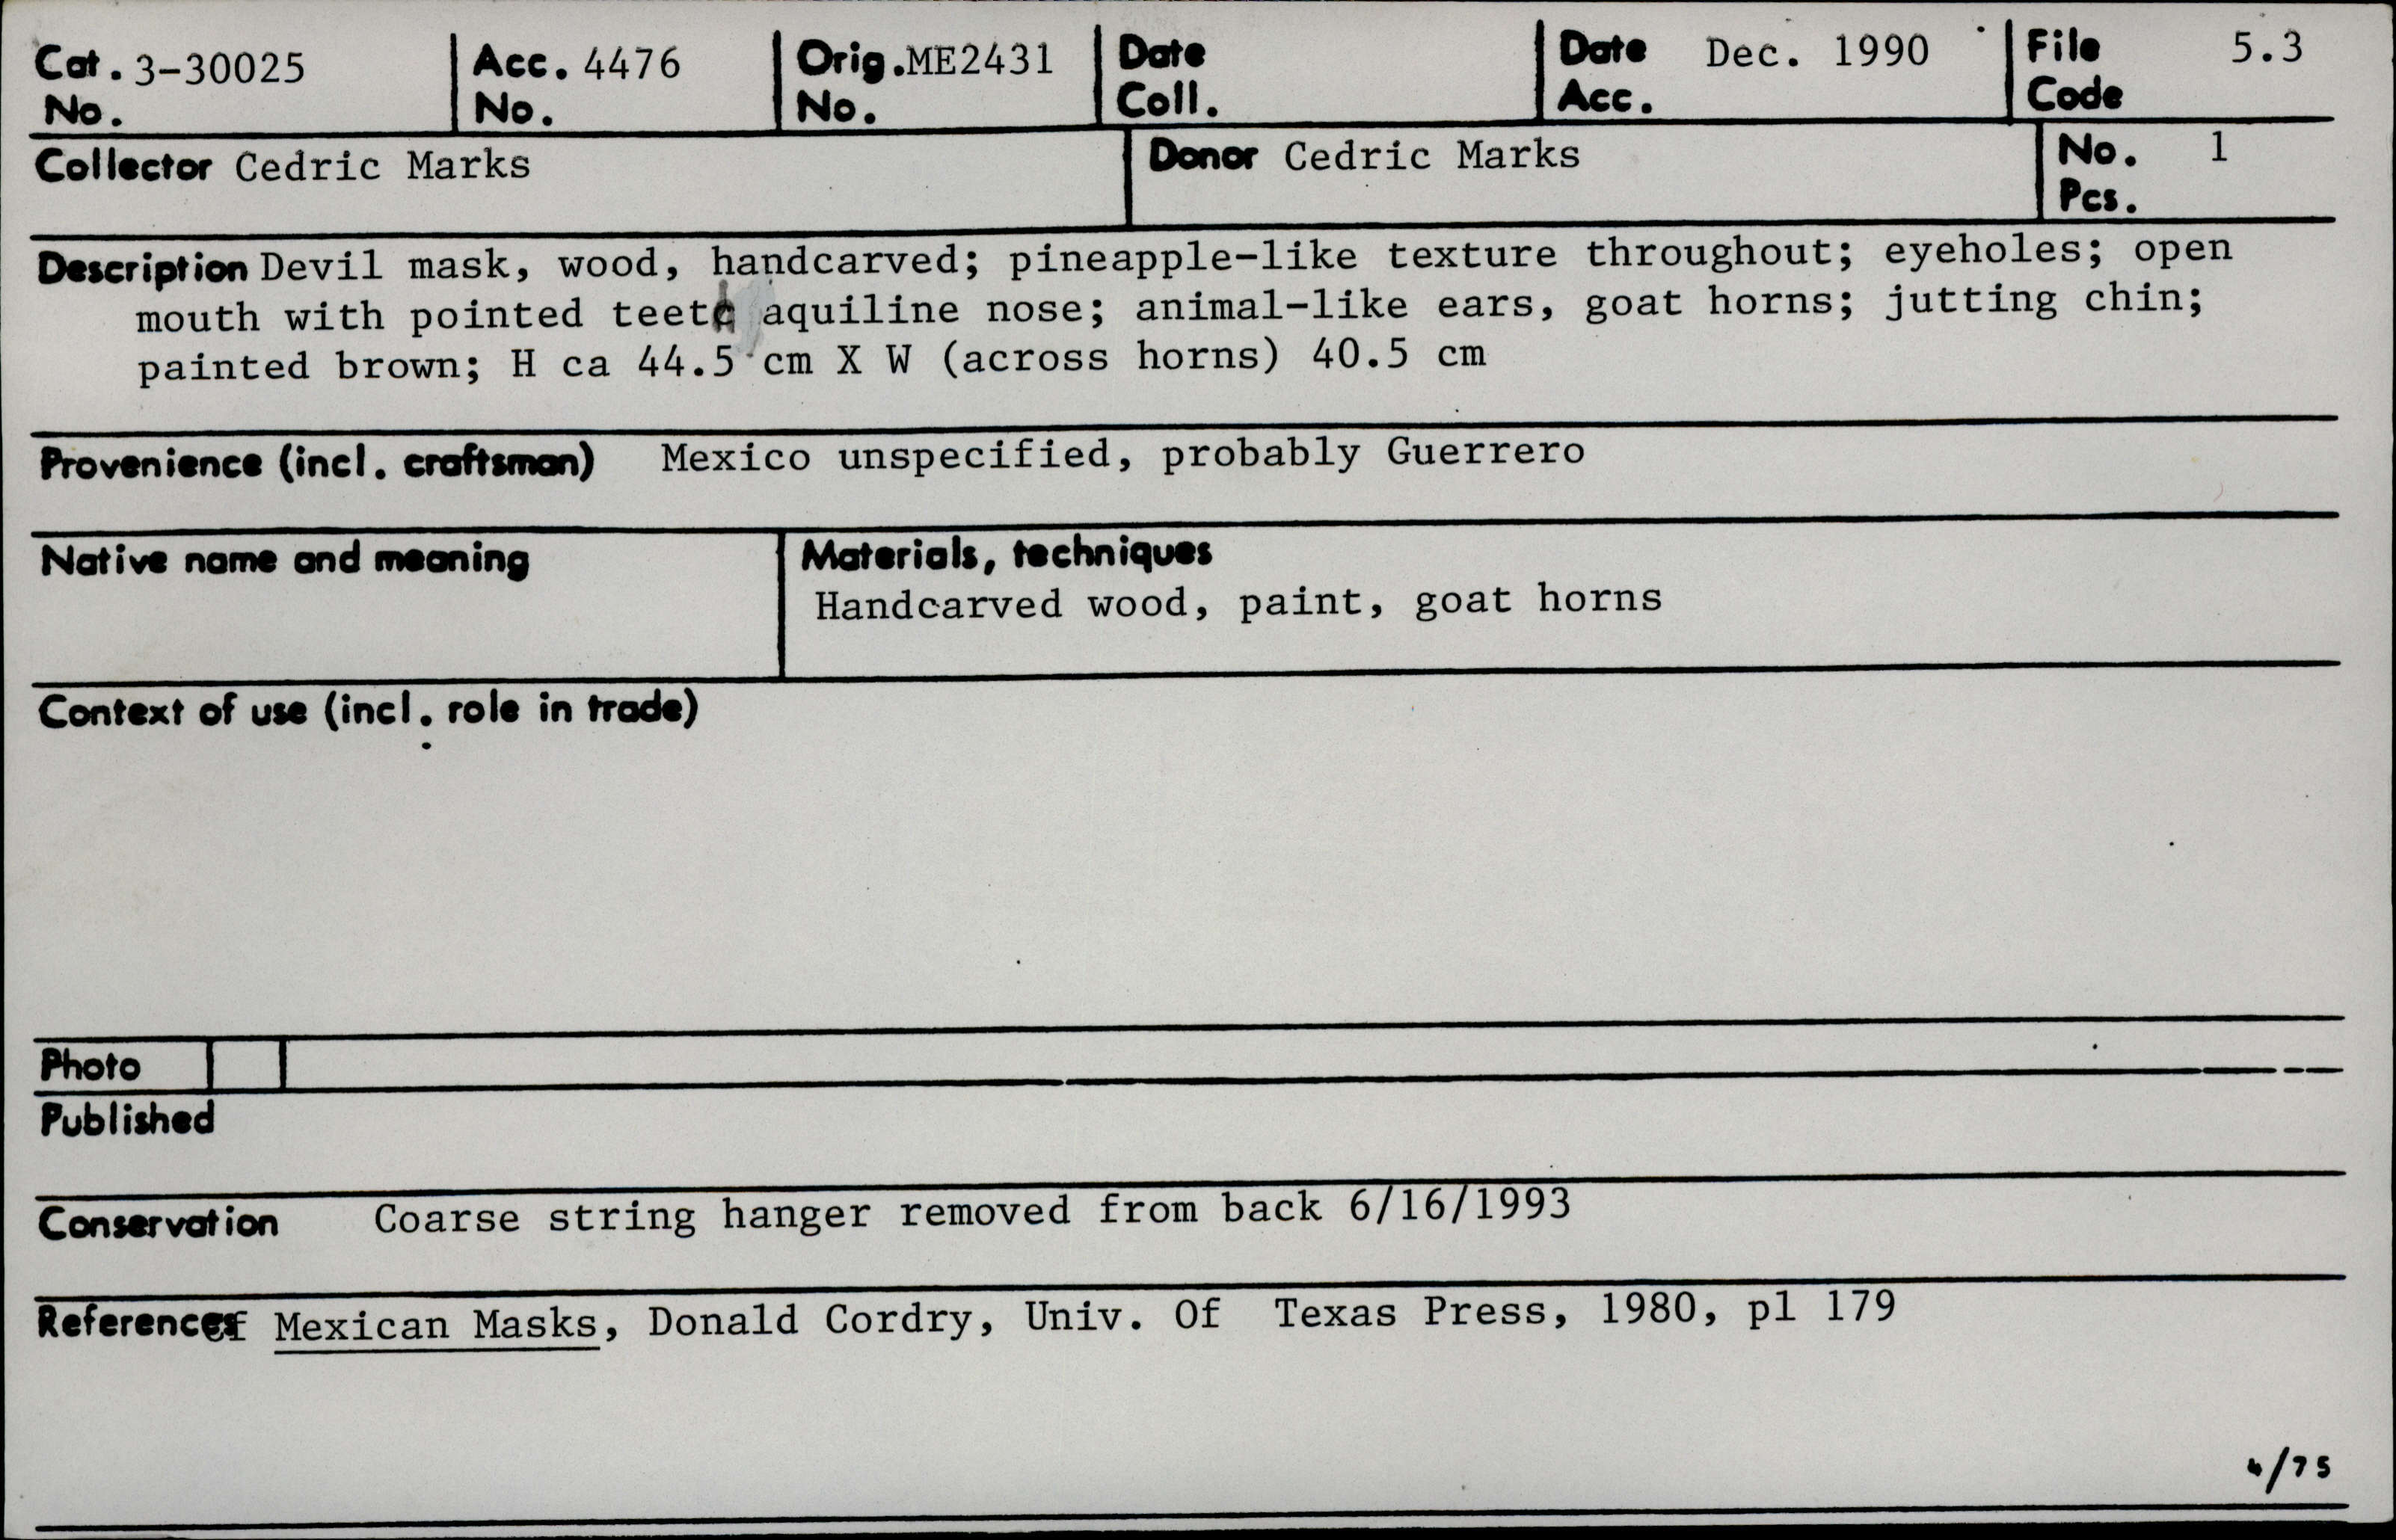 Cat. No. 3-30025 Acc. No. 4476 Orig. No. ME2431 Date Coll. Date Acc. Dec. 1990 File Code 5.3
Collector Cedric Marks Donor Cedric Marks No. Pcs. 1
Description Devil mask, wood, handcarved; pineapple-like texture throughout; eyeholes; open
mouth with pointed teeth aquiline nose; animal-like ears, goat horns; jutting chin;
painted brown; H ca 44.5 cm X W (across horns) 40.5 cm
Provenience (incl. craftsman) Mexico unspecified, probably Guerrero
Native name and meaning Materials, techniques
Handcarved wood, paint, goat horns
Context of use (incl. role in trade)
Photo
Published
Conservation Coarse string hanger removed from back 6/16/1993
References cf Mexican Masks, Donald Cordry, Univ. Of Texas Press, 1980, pl 179
4/75